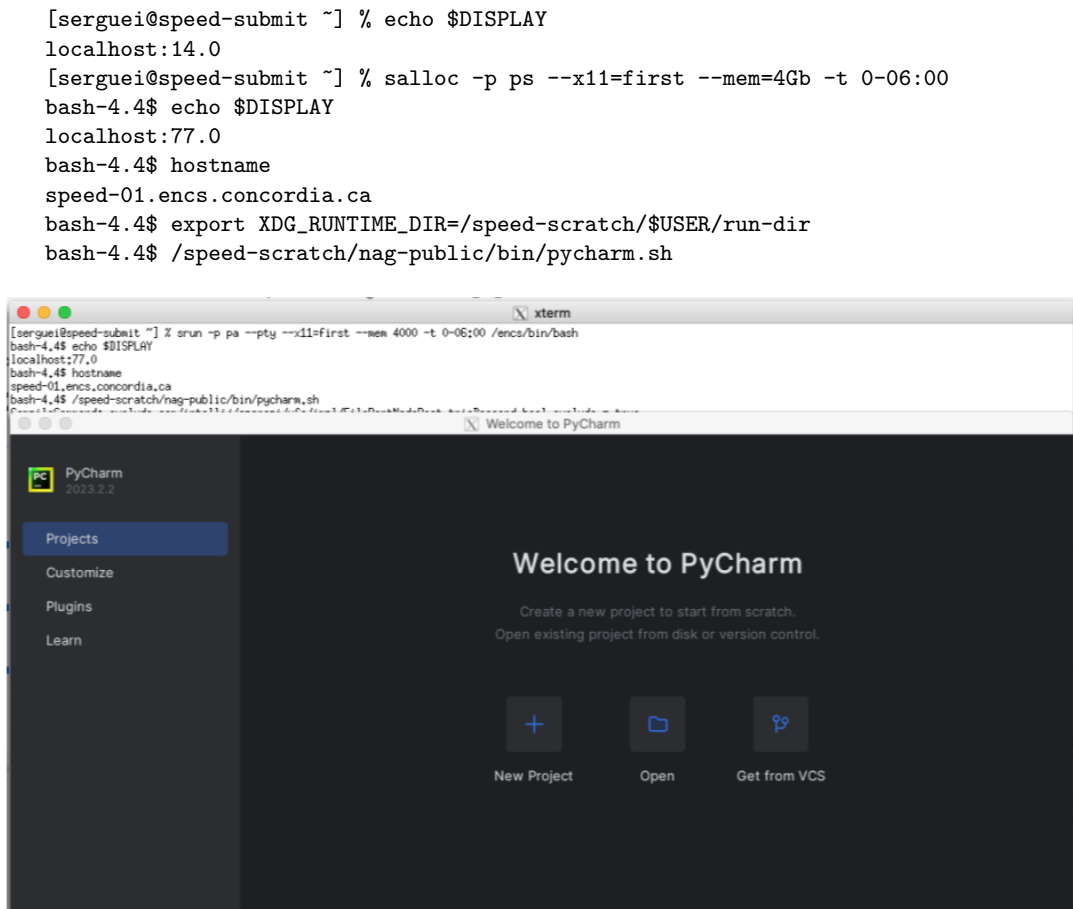 [serguei@speed-submit ~] % echo $DISPLAY
localhost:14.0
[serguei@speed-submit ~] % salloc -p ps --x11=first --mem=4Gb -t 0-06:00
bash-4.4$ echo $DISPLAY
localhost:77.0
bash-4.4$ hostname
speed-01.encs.concordia.ca
bash-4.4$ export XDG_RUNTIME_DIR=/speed-scratch/$USER/run-dir
bash-4.4$ /speed-scratch/nag-public/bin/pycharm.sh
xterm
[serguei@speed-submit ~] % srun -p pa --pty --x11=first --mem 4000 -t 0-06:00 /encs/bin/bash
bash-4.4$ echo $DISPLAY
localhost:77.0
bash-4.4$ hostname
speed-01.encs.concordia.ca
bash-4.4$ /speed-scratch/nag-public/bin/pycharm.sh
Welcome to PyCharm
PC
PyCharm
2023.2.2
Projects
Customize
Plugins
Learn
Welcome to PyCharm
Create a new project to start from scratch.
Open existing project from disk or version control.
New Project Open Get from VCS